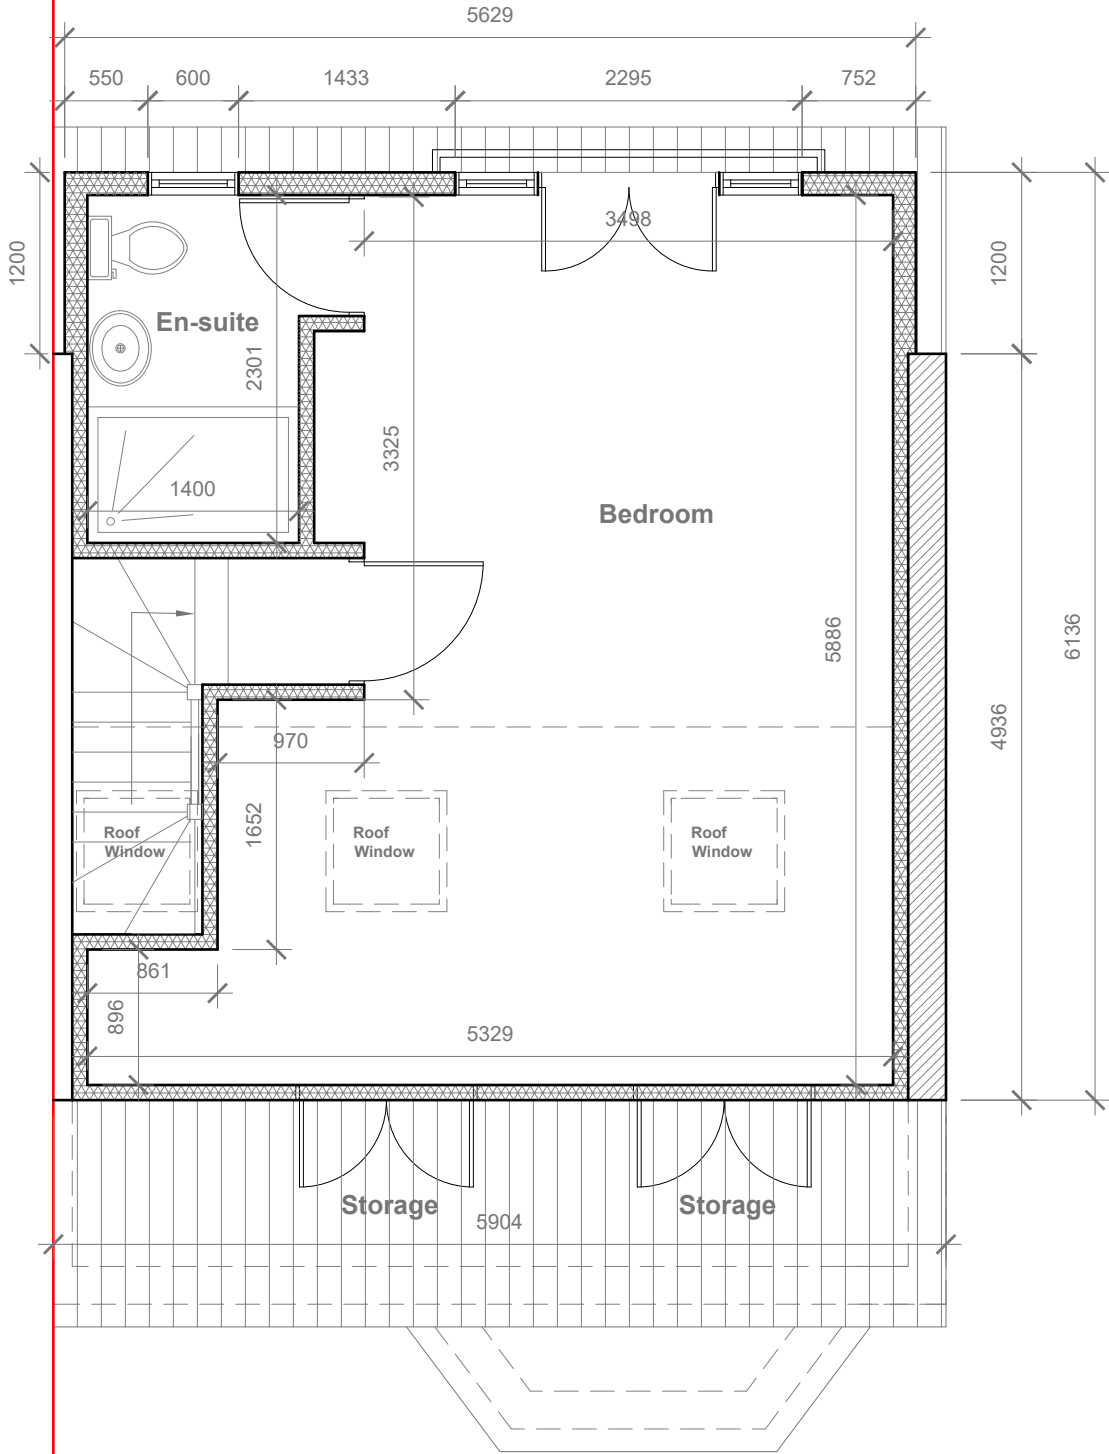 5629
550
600
1433
2295
752
3498
1200
1200
En-suite
2301
3325
1400
Bedroom
5886
6136
4936
970
1652
Roof
Window
Roof
Window
Roof
Window
861
896
5329
Storage
Storage
5904